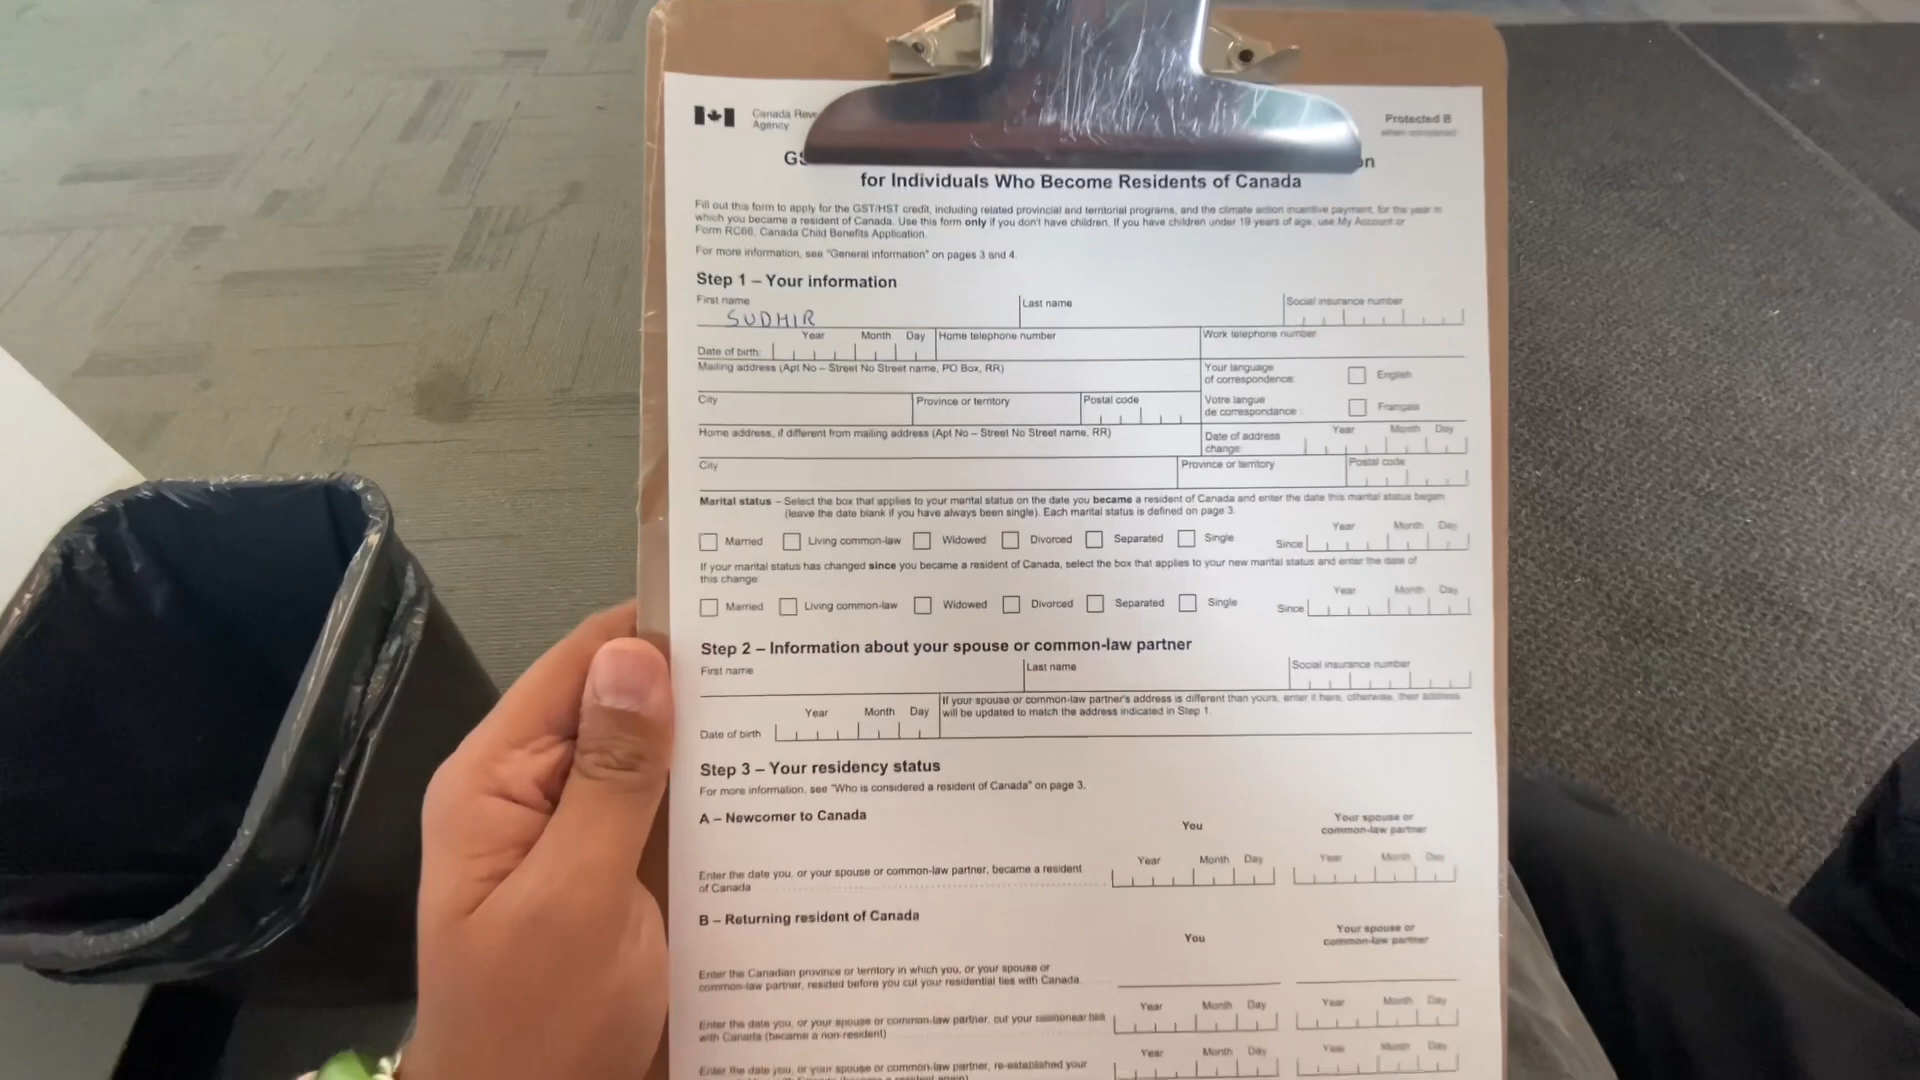 Canada Reve
Agency
Protected B
when completed
GS
on
for Individuals Who Become Residents of Canada
Fill out this form to apply for the GST/HST credit, including related provincial and territorial programs, and the climate action incentive payment, for the year in
which you became a resident of Canada. Use this form only if you don't have children. If you have children under 19 years of age, use My Account or
Form RC66, Canada Child Benefits Application.
For more information, see "General information" on pages 3 and 4.
Step 1 – Your information
First name
Last name
Social insurance number
SUDHIR
Year Month Day
Home telephone number
Work telephone number
Date of birth:
Mailing address (Apt No – Street No Street name, PO Box, RR)
Your language
of correspondence:
English
City
Province or territory
Postal code
Votre langue
de correspondance :
Français
Home address, if different from mailing address (Apt No – Street No Street name, RR)
Date of address
change:
Year Month Day
City
Province or territory
Postal code
Marital status – Select the box that applies to your marital status on the date you became a resident of Canada and enter the date this marital status began
(leave the date blank if you have always been single). Each marital status is defined on page 3.
Year Month Day
Married Living common-law Widowed Divorced Separated Single Since
If your marital status has changed since you became a resident of Canada, select the box that applies to your new marital status and enter the date of
this change:
Year Month Day
Married Living common-law Widowed Divorced Separated Single Since
Step 2 – Information about your spouse or common-law partner
First name
Last name
Social insurance number
Year Month Day
Date of birth
If your spouse or common-law partner's address is different than yours, enter it here, otherwise, their address
will be updated to match the address indicated in Step 1.
Step 3 – Your residency status
For more information, see "Who is considered a resident of Canada" on page 3.
A – Newcomer to Canada
You
Your spouse or
common-law partner
Year Month Day
Year Month Day
Enter the date you, or your spouse or common-law partner, became a resident
of Canada
B – Returning resident of Canada
You
Your spouse or
common-law partner
Enter the Canadian province or territory in which you, or your spouse or
common-law partner, resided before you cut your residential ties with Canada
Year Month Day
Year Month Day
Enter the date you, or your spouse or common-law partner, cut your ties
with Canada (became a non-resident)
Year Month Day
Year Month Day
Enter the date you, or your spouse or common-law partner, re-established your